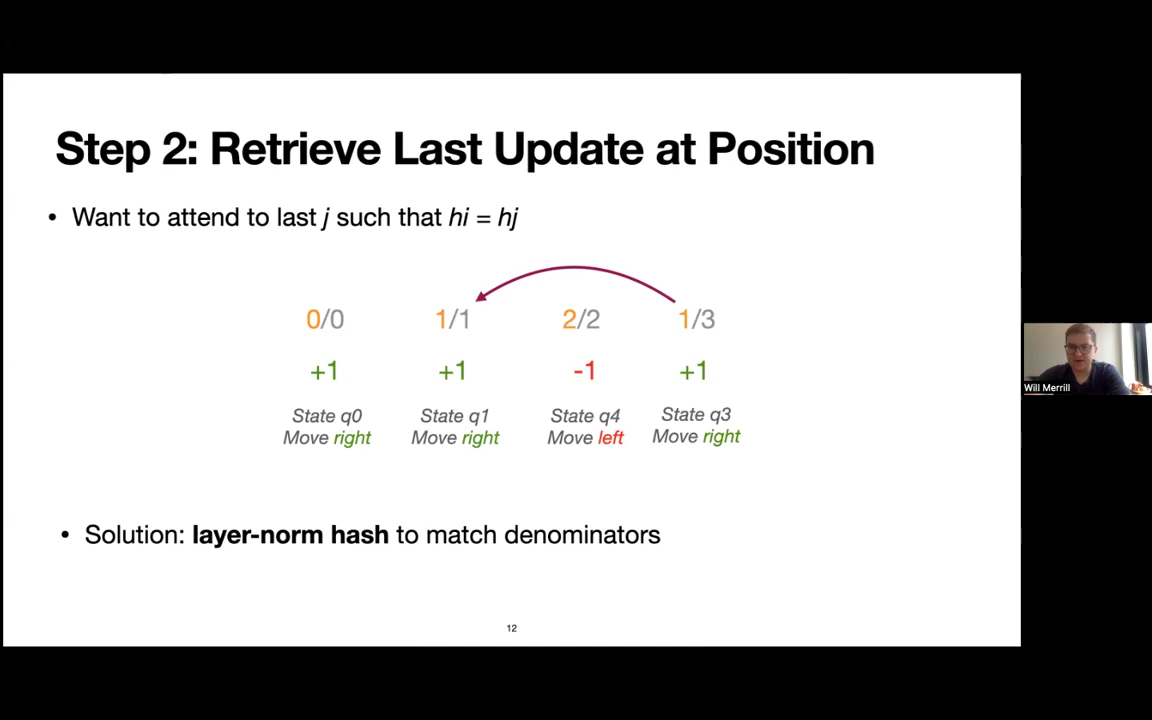 Step 2: Retrieve Last Update at Position
• Want to attend to last j such that hi = hj
0/0 1/1 2/2 1/3
+1 +1 -1 +1
State q0 State q1 State q4 State q3
Move right Move right Move left Move right
• Solution: layer-norm hash to match denominators
12
Will Merrill